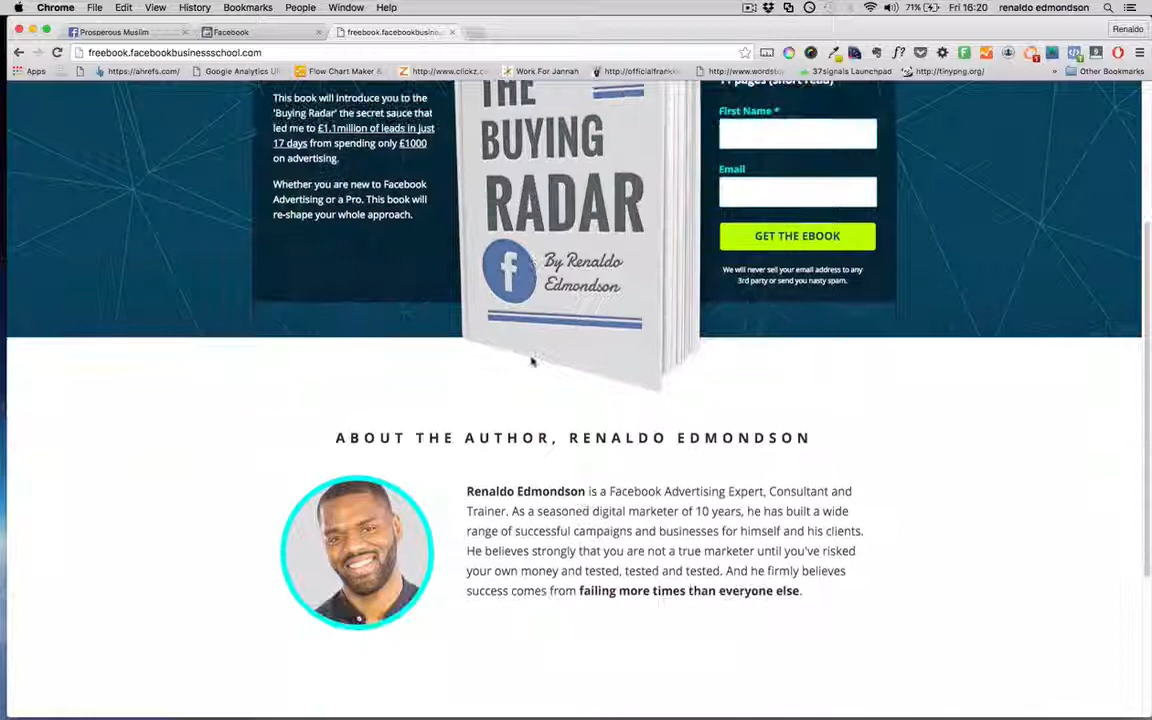 Chrome File Edit View History Bookmarks People Window Help 71% Fri 16:20 renaldo edmondson
Prosperous Muslim Facebook freebook.facebookbusine... Renaldo
freebook.facebookbusinessschool.com
Apps https://ahrefs.com/ Google Analytics U Flow Chart Maker & http://www.clickz.c... Work For Jannah http://officialfrank http://www.wordst 37signals Launchpad http://tinypng.org/ » Other Bookmarks
This book will introduce you to the
'Buying Radar' the secret sauce that
led me to £1.1million of leads in just
17 days from spending only £1000
on advertising.
Whether you are new to Facebook
Advertising or a Pro. This book will
re-shape your whole approach.
THE
BUYING
RADAR
f By Renaldo
Edmondson
pages (short read)
First Name *
Email
GET THE EBOOK
We will never sell your email address to any
3rd party or send you nasty spam.
ABOUT THE AUTHOR, RENALDO EDMONDSON
Renaldo Edmondson is a Facebook Advertising Expert, Consultant and
Trainer. As a seasoned digital marketer of 10 years, he has built a wide
range of successful campaigns and businesses for himself and his clients.
He believes strongly that you are not a true marketer until you've risked
your own money and tested, tested and tested. And he firmly believes
success comes from failing more times than everyone else.